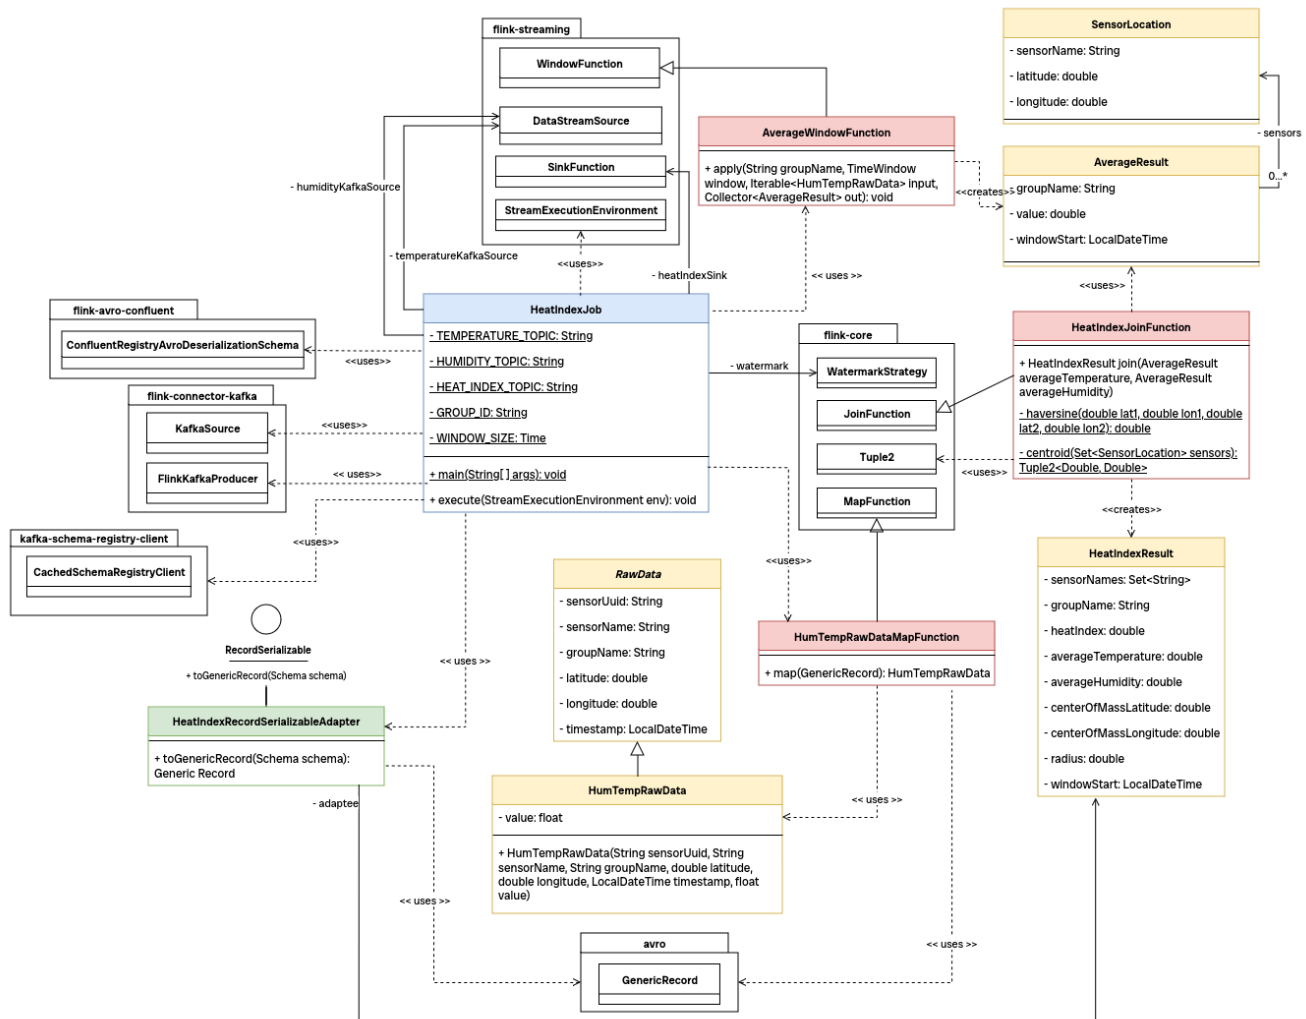 flink-streaming
WindowFunction
DataStreamSource
SinkFunction
StreamExecutionEnvironment
SensorLocation
- sensorName: String
- latitude: double
- longitude: double
- sensors
0...*
AverageWindowFunction
+ apply(String groupName, TimeWindow
window, Iterable<HumTempRawData> input,
Collector<AverageResult> out): void
<<creates>>
AverageResult
- groupName: String
- value: double
- windowStart: LocalDateTime
- humidityKafkaSource
- temperatureKafkaSource
<<uses>>
- heatIndexSink
<< uses >>
<<uses>>
flink-avro-confluent
ConfluentRegistryAvroDeserializationSchema
<<uses>>
HeatIndexJob
- TEMPERATURE_TOPIC: String
- HUMIDITY_TOPIC: String
- HEAT_INDEX_TOPIC: String
- GROUP_ID: String
- WINDOW_SIZE: Time
+ main(String[ ] args): void
+ execute(StreamExecutionEnvironment env): void
- watermark
flink-core
WatermarkStrategy
JoinFunction
Tuple2
MapFunction
HeatIndexJoinFunction
+ HeatIndexResult join(AverageResult
averageTemperature, AverageResult
averageHumidity)
- haversine(double lat1, double lon1, double
lat2, double lon2): double
- centroid(Set<SensorLocation> sensors):
Tuple2<Double, Double>
<<uses>>
<<creates>>
flink-connector-kafka
KafkaSource
FlinkKafkaProducer
<<uses>>
<< uses >>
kafka-schema-registry-client
CachedSchemaRegistryClient
<<uses>>
<<uses>>
RawData
- sensorUuid: String
- sensorName: String
- groupName: String
- latitude: double
- longitude: double
- timestamp: LocalDateTime
HeatIndexResult
- sensorNames: Set<String>
- groupName: String
- heatIndex: double
- averageTemperature: double
- averageHumidity: double
- centerOfMassLatitude: double
- centerOfMassLongitude: double
- radius: double
- windowStart: LocalDateTime
HumTempRawDataMapFunction
+ map(GenericRecord): HumTempRawData
RecordSerializable
+ toGenericRecord(Schema schema)
<< uses >>
HeatIndexRecordSerializableAdapter
+ toGenericRecord(Schema schema):
Generic Record
- adaptee
HumTempRawData
- value: float
+ HumTempRawData(String sensorUuid, String
sensorName, String groupName, double latitude,
double longitude, LocalDateTime timestamp, float
value)
<< uses >>
<< uses >>
<< uses >>
avro
GenericRecord